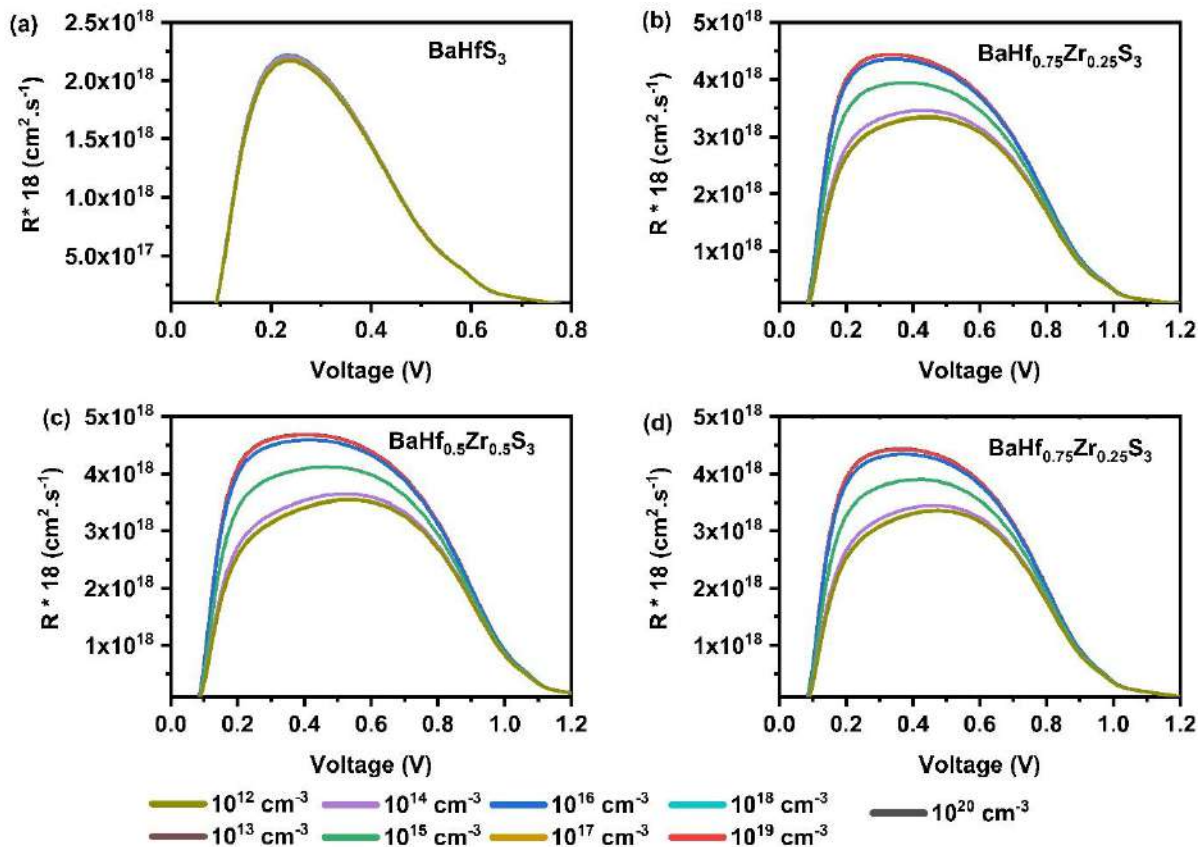 (a)
BaHfS₃
2.5x10¹⁸
2.0x10¹⁸
1.5x10¹⁸
1.0x10¹⁸
5.0x10¹⁷
R* 18 (cm².s⁻¹)
0.0 0.2 0.4 0.6 0.8
Voltage (V)
(b)
BaHf₀.₇₅Zr₀.₂₅S₃
5x10¹⁸
4x10¹⁸
3x10¹⁸
2x10¹⁸
1x10¹⁸
R * 18 (cm².s⁻¹)
0.0 0.2 0.4 0.6 0.8 1.0 1.2
Voltage (V)
(c)
BaHf₀.₅Zr₀.₅S₃
5x10¹⁸
4x10¹⁸
3x10¹⁸
2x10¹⁸
1x10¹⁸
R * 18 (cm².s⁻¹)
0.0 0.2 0.4 0.6 0.8 1.0 1.2
Voltage (V)
(d)
BaHf₀.₇₅Zr₀.₂₅S₃
5x10¹⁸
4x10¹⁸
3x10¹⁸
2x10¹⁸
1x10¹⁸
R * 18 (cm².s⁻¹)
0.0 0.2 0.4 0.6 0.8 1.0 1.2
Voltage (V)
10¹² cm⁻³ 10¹⁴ cm⁻³ 10¹⁶ cm⁻³ 10¹⁸ cm⁻³ 10²⁰ cm⁻³
10¹³ cm⁻³ 10¹⁵ cm⁻³ 10¹⁷ cm⁻³ 10¹⁹ cm⁻³